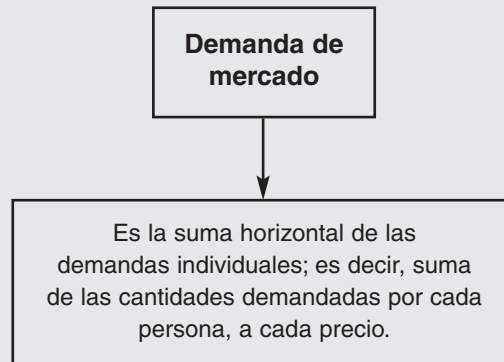 Demanda de
mercado
Es la suma horizontal de las
demandas individuales; es decir, suma
de las cantidades demandadas por cada
persona, a cada precio.